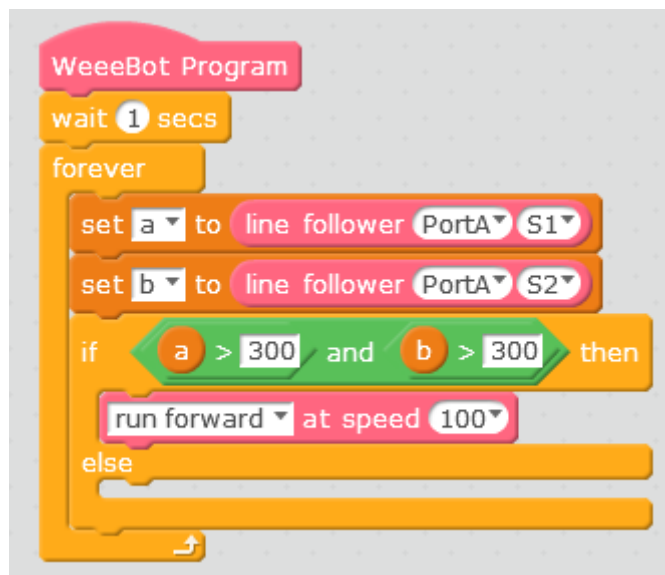 WeeeBot Program
wait 1 secs
forever
set a to line follower PortA S1
set b to line follower PortA S2
if a > 300 and b > 300 then
run forward at speed 100
else